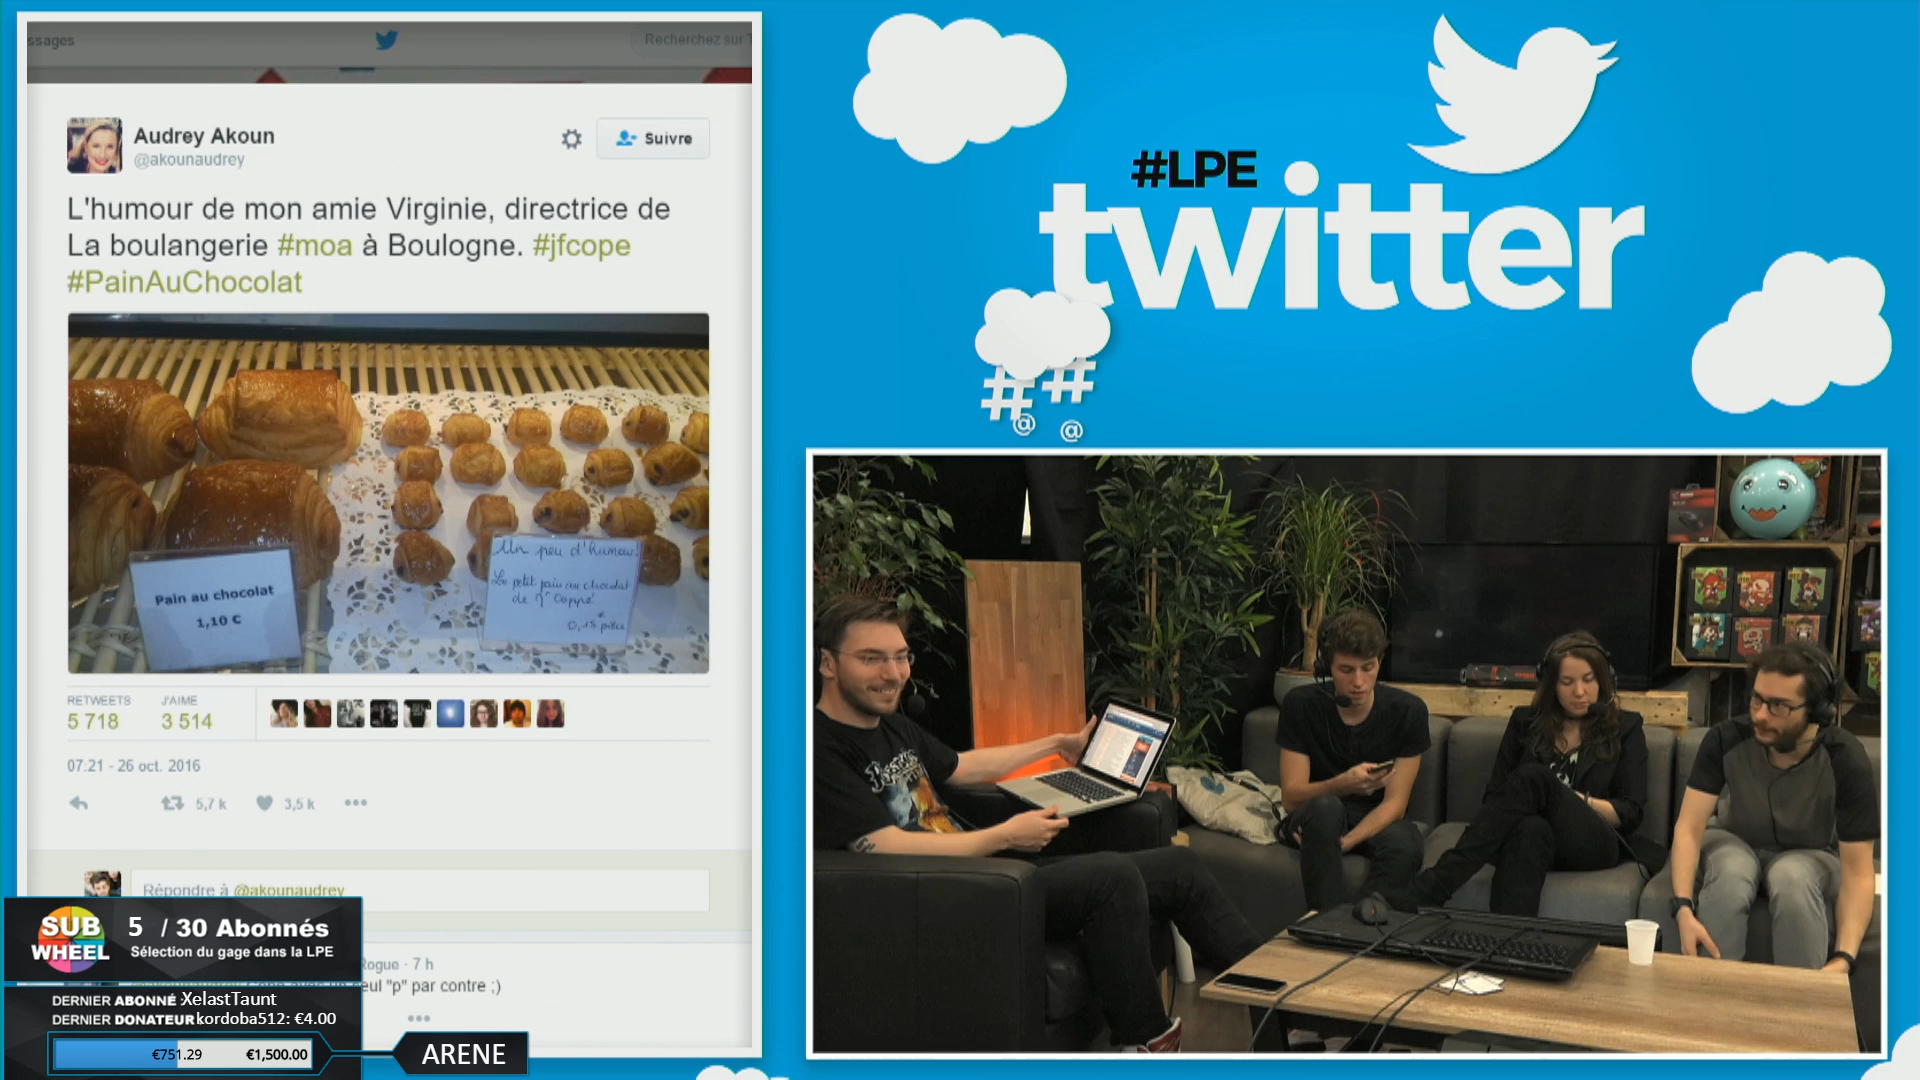 ssages
Recherchez sur T
Audrey Akoun
@akounaudrey
Suivre
L'humour de mon amie Virginie, directrice de
La boulangerie #moa à Boulogne. #jfcope
#PainAuChocolat
Pain au chocolat
1,10 €
Un peu d'humour!
Le petit pain au chocolat
de Mr Coppé
0,15 pièce
RETWEETS
5 718
J'AIME
3 514
07:21 - 26 oct. 2016
5,7 k
3,5 k
Répondre à @akounaudrey
Rogue · 7 h
seul "p" par contre ;)
SUB
WHEEL
5 / 30 Abonnés
Sélection du gage dans la LPE
DERNIER ABONNÉ XelastTaunt
DERNIER DONATEUR kordoba512: €4.00
€751.29
€1,500.00
ARENE
#LPE
twitter
# #
@ @